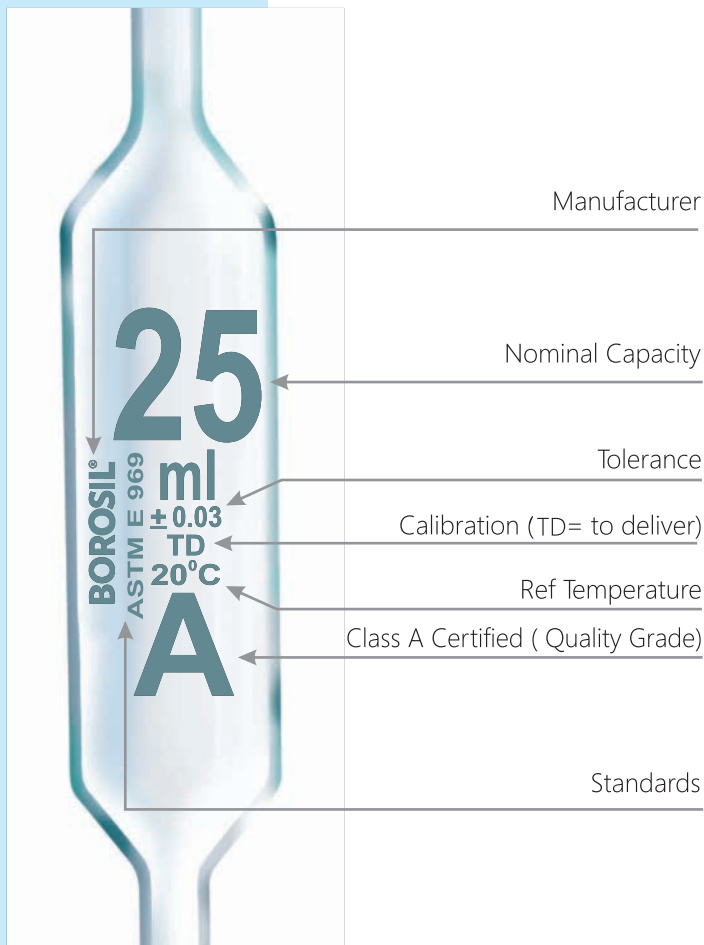 Manufacturer
25
Nominal Capacity
ml
Tolerance
± 0.03
Calibration (TD= to deliver)
TD
20⁰C
Ref Temperature
Class A Certified ( Quality Grade)
A
BOROSIL®
ASTM E 969
Standards